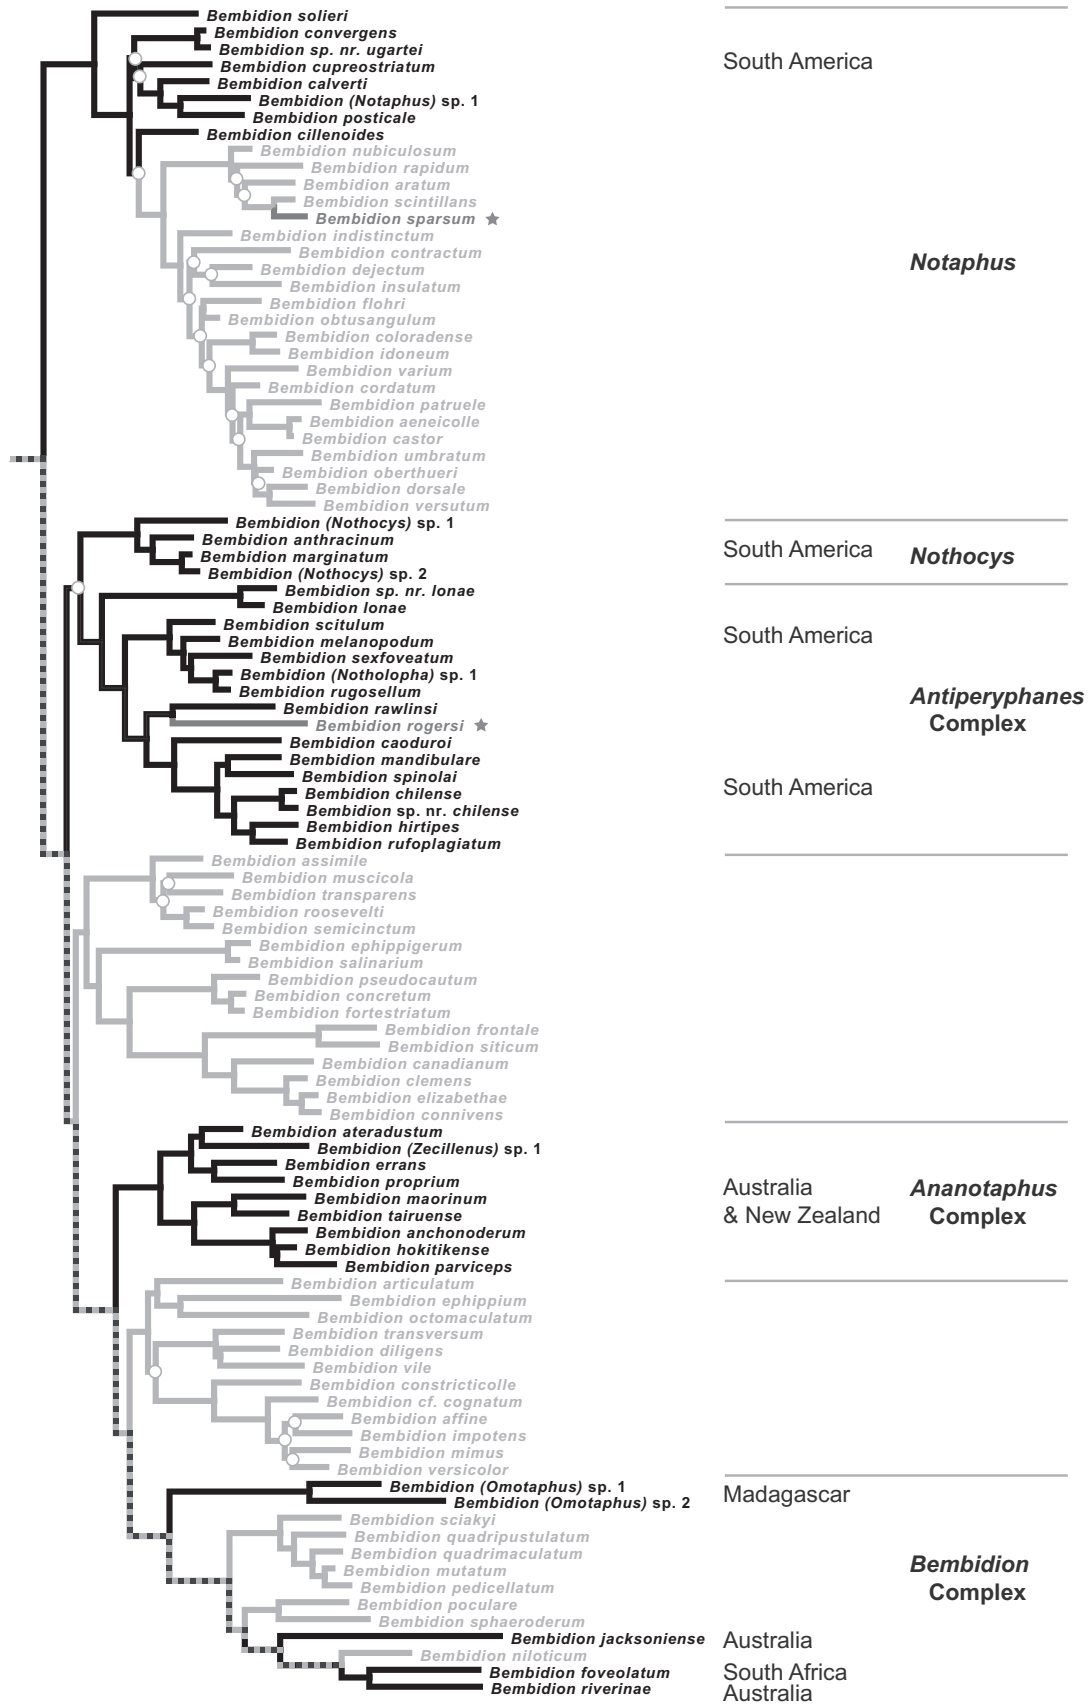 Bembidion solieri
Bembidion convergens
Bembidion sp. nr. ugartei
South America
Bembidion cupreostriatum
Bembidion calverti
Bembidion (Notaphus) sp. 1
Bembidion posticale
Bembidion cillenoides
Bembidion nubiculosum
Bembidion rapidum
Bembidion aratum
Bembidion scintillans
Bembidion sparsum ★
Bembidion indistinctum
Bembidion contractum
Notaphus
Bembidion dejectum
Bembidion insulatum
Bembidion flohri
Bembidion obtusangulum
Bembidion coloradense
Bembidion idoneum
Bembidion varium
Bembidion cordatum
Bembidion patruele
Bembidion aeneicolle
Bembidion castor
Bembidion umbratum
Bembidion oberthueri
Bembidion dorsale
Bembidion versutum
Bembidion (Nothocys) sp. 1
Bembidion anthracinum
South America
Nothocys
Bembidion marginatum
Bembidion (Nothocys) sp. 2
Bembidion sp. nr. lonae
Bembidion lonae
Bembidion scitulum
South America
Bembidion melanopodum
Bembidion sexfoveatum
Bembidion (Notholopha) sp. 1
Bembidion rugosellum
Antiperyphanes
Complex
Bembidion rawlinsi
Bembidion rogersi ★
Bembidion caoduroi
Bembidion mandibulare
Bembidion spinolai
South America
Bembidion chilense
Bembidion sp. nr. chilense
Bembidion hirtipes
Bembidion rufoplagiatum
Bembidion assimile
Bembidion muscicola
Bembidion transparens
Bembidion roosevelti
Bembidion semicinctum
Bembidion ephippigerum
Bembidion salinarium
Bembidion pseudocautum
Bembidion concretum
Bembidion fortestriatum
Bembidion frontale
Bembidion siticum
Bembidion canadianum
Bembidion clemens
Bembidion elizabethae
Bembidion connivens
Bembidion ateradustum
Bembidion (Zecillenus) sp. 1
Bembidion errans
Bembidion proprium
Australia
& New Zealand
Ananotaphus
Complex
Bembidion maorinum
Bembidion tairuense
Bembidion anchonoderum
Bembidion hokitikense
Bembidion parviceps
Bembidion articulatum
Bembidion ephippium
Bembidion octomaculatum
Bembidion transversum
Bembidion diligens
Bembidion vile
Bembidion constricticolle
Bembidion cf. cognatum
Bembidion affine
Bembidion impotens
Bembidion mimus
Bembidion versicolor
Bembidion (Omotaphus) sp. 1
Madagascar
Bembidion (Omotaphus) sp. 2
Bembidion sciakyi
Bembidion quadripustulatum
Bembidion quadrimaculatum
Bembidion
Complex
Bembidion mutatum
Bembidion pedicellatum
Bembidion poculare
Bembidion sphaeroderum
Bembidion jacksoniense
Australia
Bembidion niloticum
Bembidion foveolatum
South Africa
Bembidion riverinae
Australia